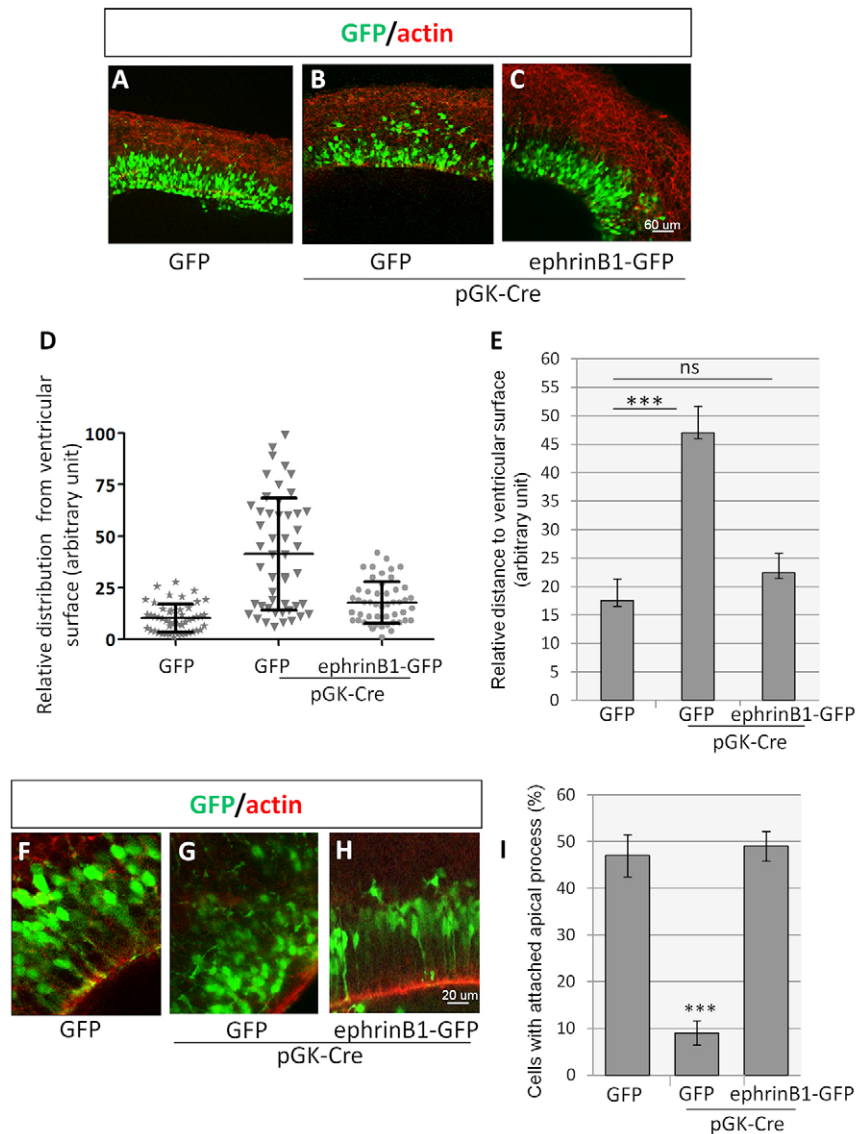 GFP/actin
A
B
C
60 um
GFP
GFP
ephrinB1-GFP
pGK-Cre
D
Relative distribution from ventricular
surface (arbitrary unit)
100
75
50
25
0
GFP
GFP
ephrinB1-GFP
pGK-Cre
E
Relative distance to ventricular surface
(arbitrary unit)
60
55
50
45
40
35
30
25
20
15
10
5
0
ns
***
GFP
GFP
ephrinB1-GFP
pGK-Cre
GFP/actin
F
G
H
20 um
GFP
GFP
ephrinB1-GFP
pGK-Cre
I
Cells with attached apical process (%)
60
50
40
30
20
10
0
***
GFP
GFP
ephrinB1-GFP
pGK-Cre